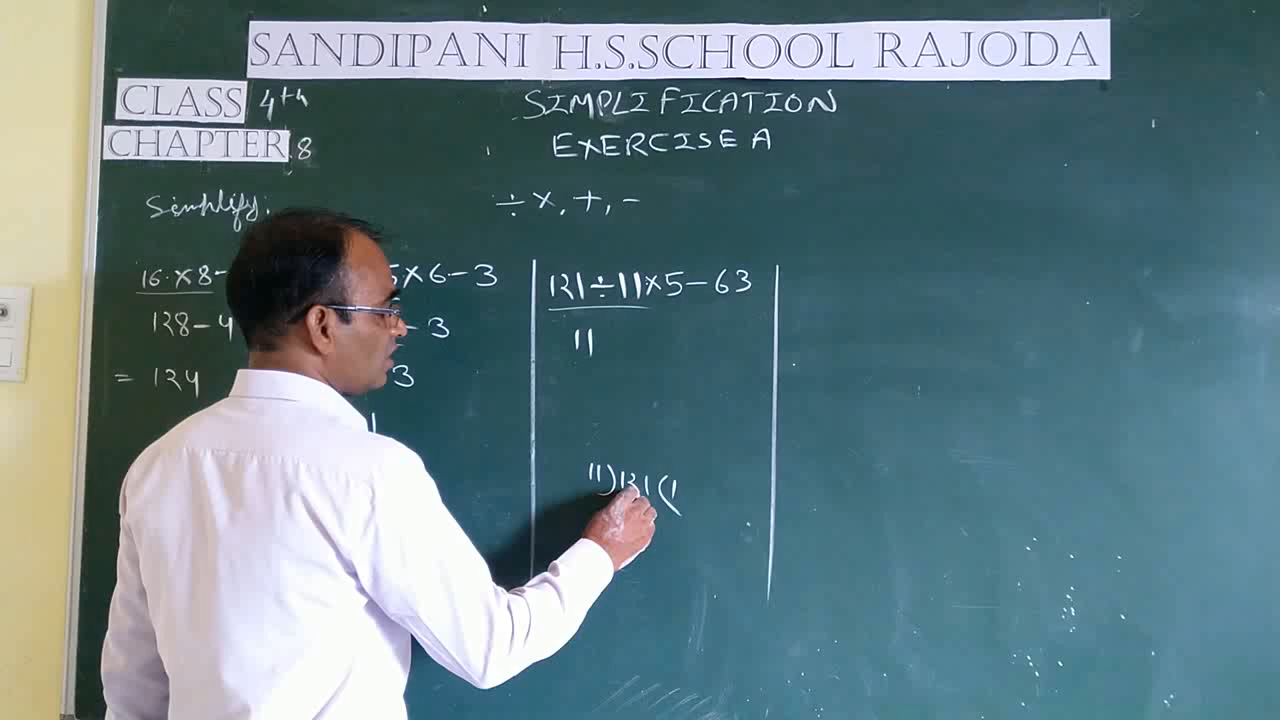 SANDIPANI H.S.SCHOOL RAJODA
CLASS 4th
CHAPTER 8
SIMPLIFICATION
EXERCISE A
Simplify:
÷ ×, +, -
16 × 8 -
128 - 4
= 124
5 × 6 - 3
- 3
3
121 ÷ 11 × 5 - 63
11
11)121(1